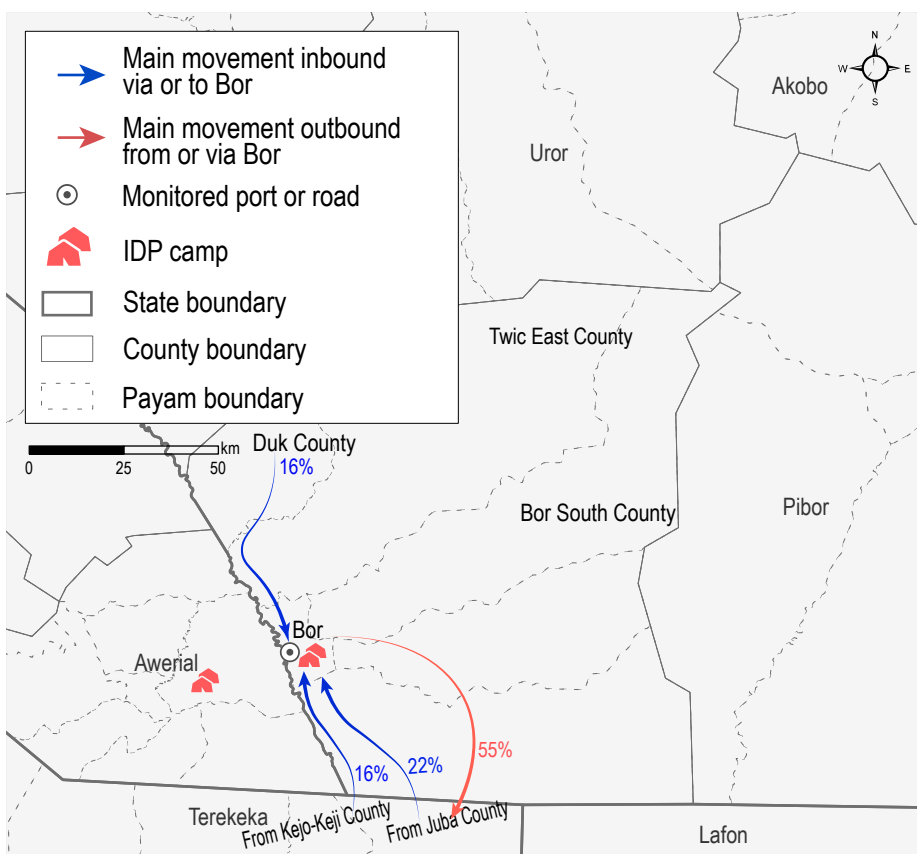 Main movement inbound
via or to Bor
Main movement outbound
from or via Bor
Monitored port or road
IDP camp
State boundary
County boundary
Payam boundary
N
W
E
S
Akobo
Uror
Twic East County
km
0
25
50
Duk County
16%
Bor South County
Pibor
Bor
Awerial
55%
22%
16%
Terekeka
From Kejo-Keji County
From Juba County
Lafon